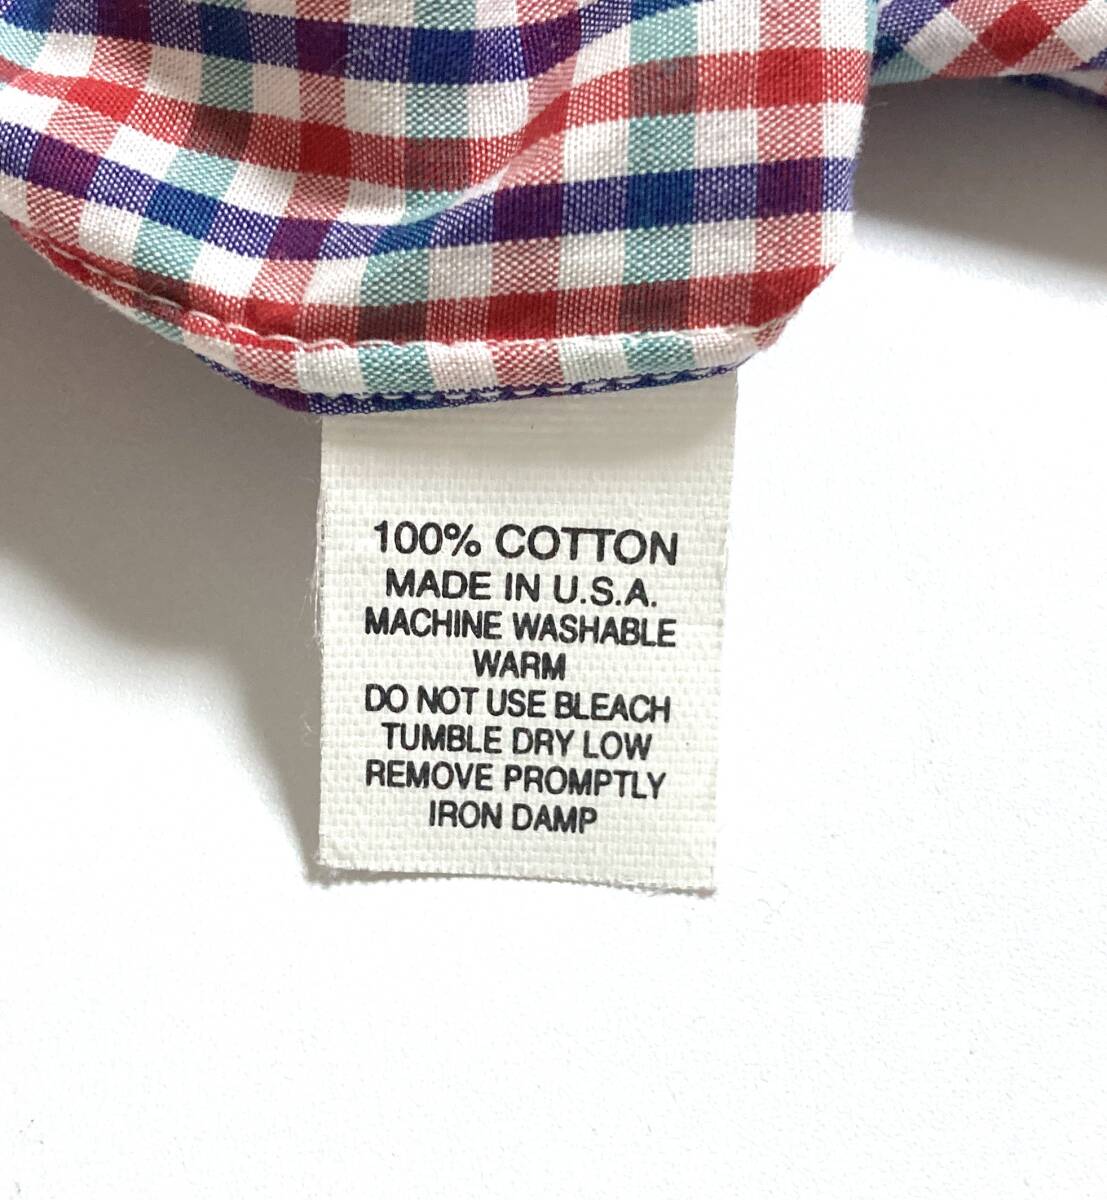 100% COTTON
MADE IN U.S.A.
MACHINE WASHABLE
WARM
DO NOT USE BLEACH
TUMBLE DRY LOW
REMOVE PROMPTLY
IRON DAMP